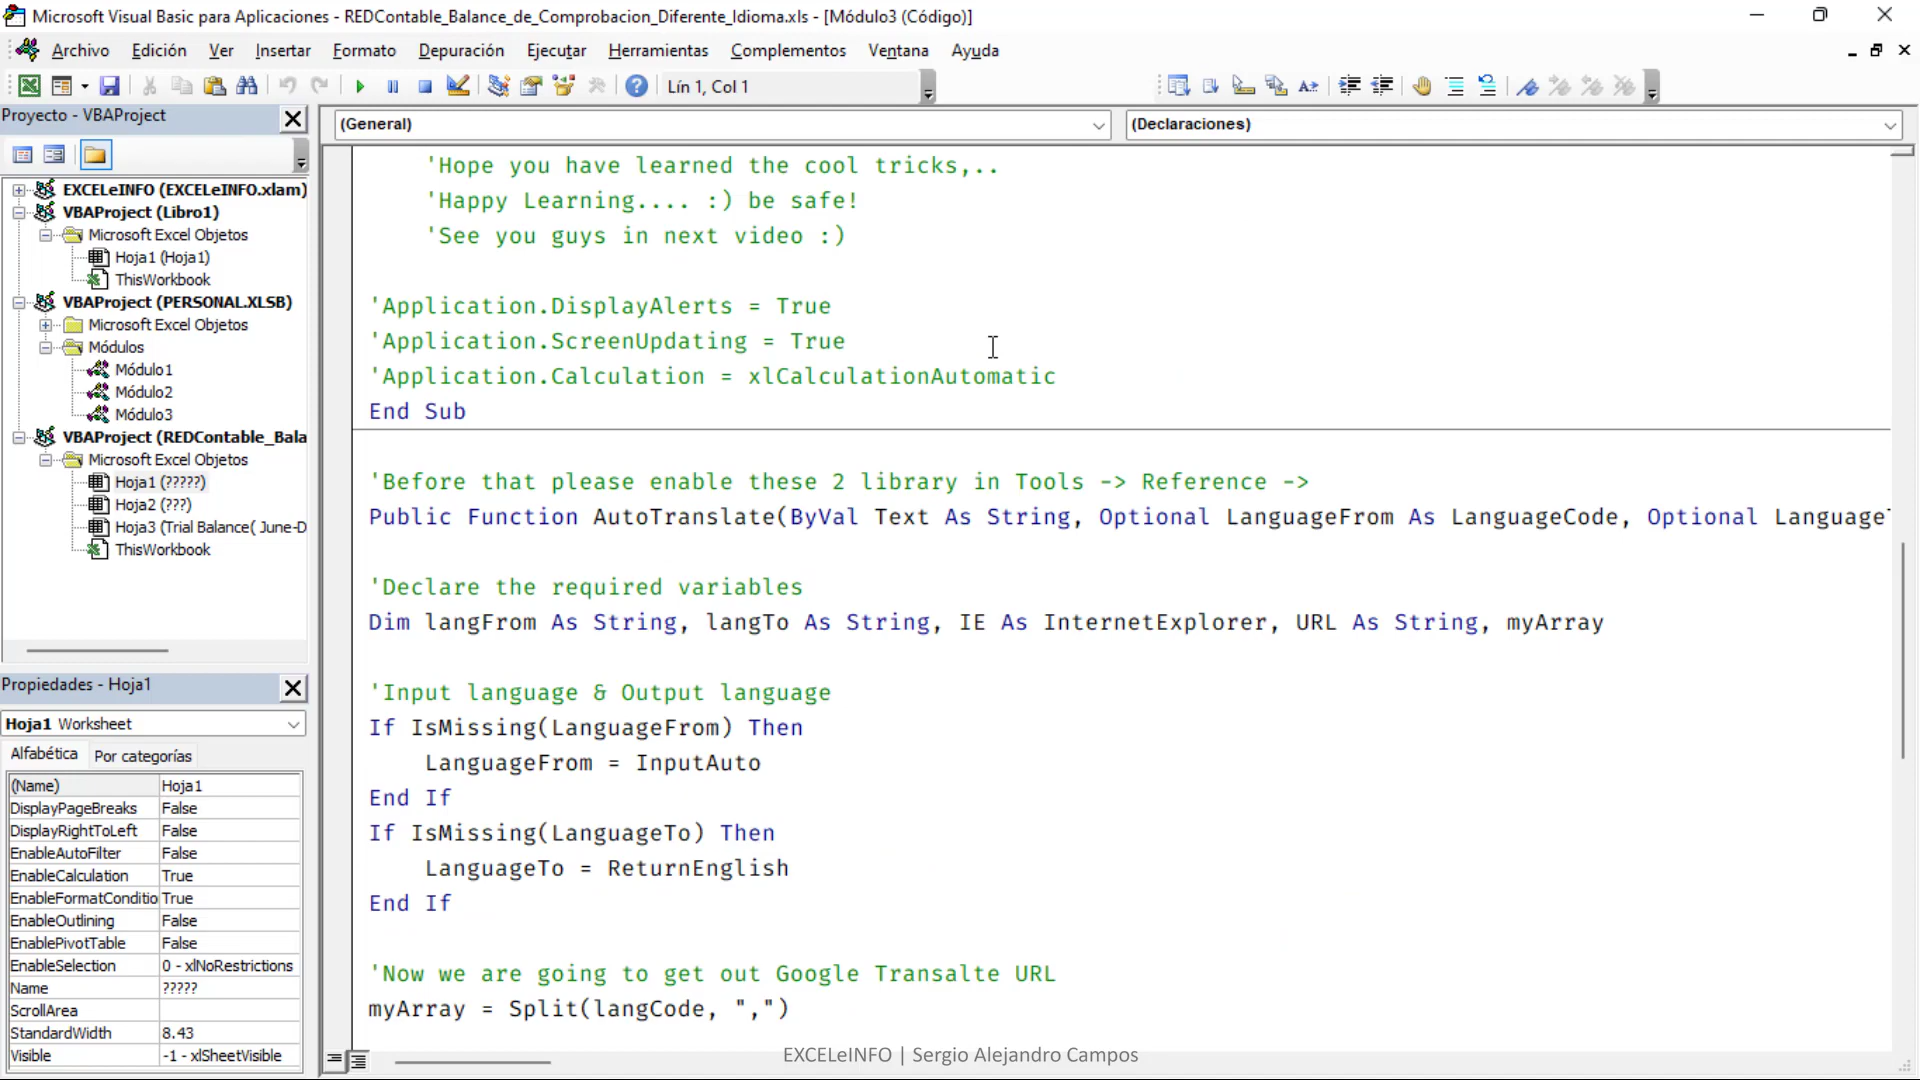 Microsoft Visual Basic para Aplicaciones - REDContable_Balance_de_Comprobacion_Diferente_Idioma.xls - [Módulo3 (Código)]
Archivo Edición Ver Insertar Formato Depuración Ejecutar Herramientas Complementos Ventana Ayuda
Lín 1, Col 1
Proyecto - VBAProject
EXCELeINFO (EXCELeINFO.xlam)
VBAProject (Libro1)
Microsoft Excel Objetos
Hoja1 (Hoja1)
ThisWorkbook
VBAProject (PERSONAL.XLSB)
Microsoft Excel Objetos
Módulos
Módulo1
Módulo2
Módulo3
VBAProject (REDContable_Bala
Microsoft Excel Objetos
Hoja1 (?????)
Hoja2 (???)
Hoja3 (Trial Balance( June-D
ThisWorkbook
Propiedades - Hoja1
Hoja1 Worksheet
Alfabética Por categorías
(Name) Hoja1
DisplayPageBreaks False
DisplayRightToLeft False
EnableAutoFilter False
EnableCalculation True
EnableFormatConditio True
EnableOutlining False
EnablePivotTable False
EnableSelection 0 - xlNoRestrictions
Name ?????
ScrollArea
StandardWidth 8.43
Visible -1 - xlSheetVisible
(General) (Declaraciones)
'Hope you have learned the cool tricks,..
'Happy Learning.... :) be safe!
'See you guys in next video :)
'Application.DisplayAlerts = True
'Application.ScreenUpdating = True
'Application.Calculation = xlCalculationAutomatic
End Sub
'Before that please enable these 2 library in Tools -> Reference ->
Public Function AutoTranslate(ByVal Text As String, Optional LanguageFrom As LanguageCode, Optional Language
'Declare the required variables
Dim langFrom As String, langTo As String, IE As InternetExplorer, URL As String, myArray
'Input language & Output language
If IsMissing(LanguageFrom) Then
LanguageFrom = InputAuto
End If
If IsMissing(LanguageTo) Then
LanguageTo = ReturnEnglish
End If
'Now we are going to get out Google Transalte URL
myArray = Split(langCode, ",")
EXCELeINFO | Sergio Alejandro Campos